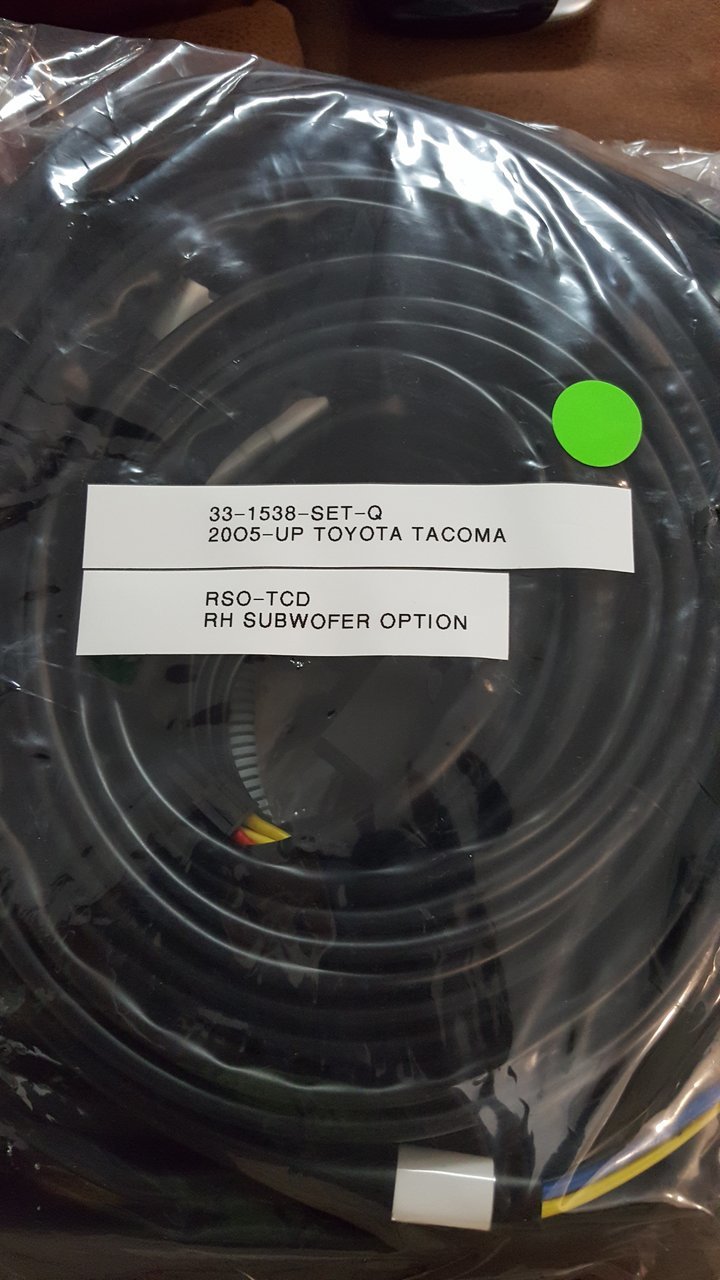 33-1538-SET-Q
2005-UP TOYOTA TACOMA
RSO-TCD
RH SUBWOFER OPTION